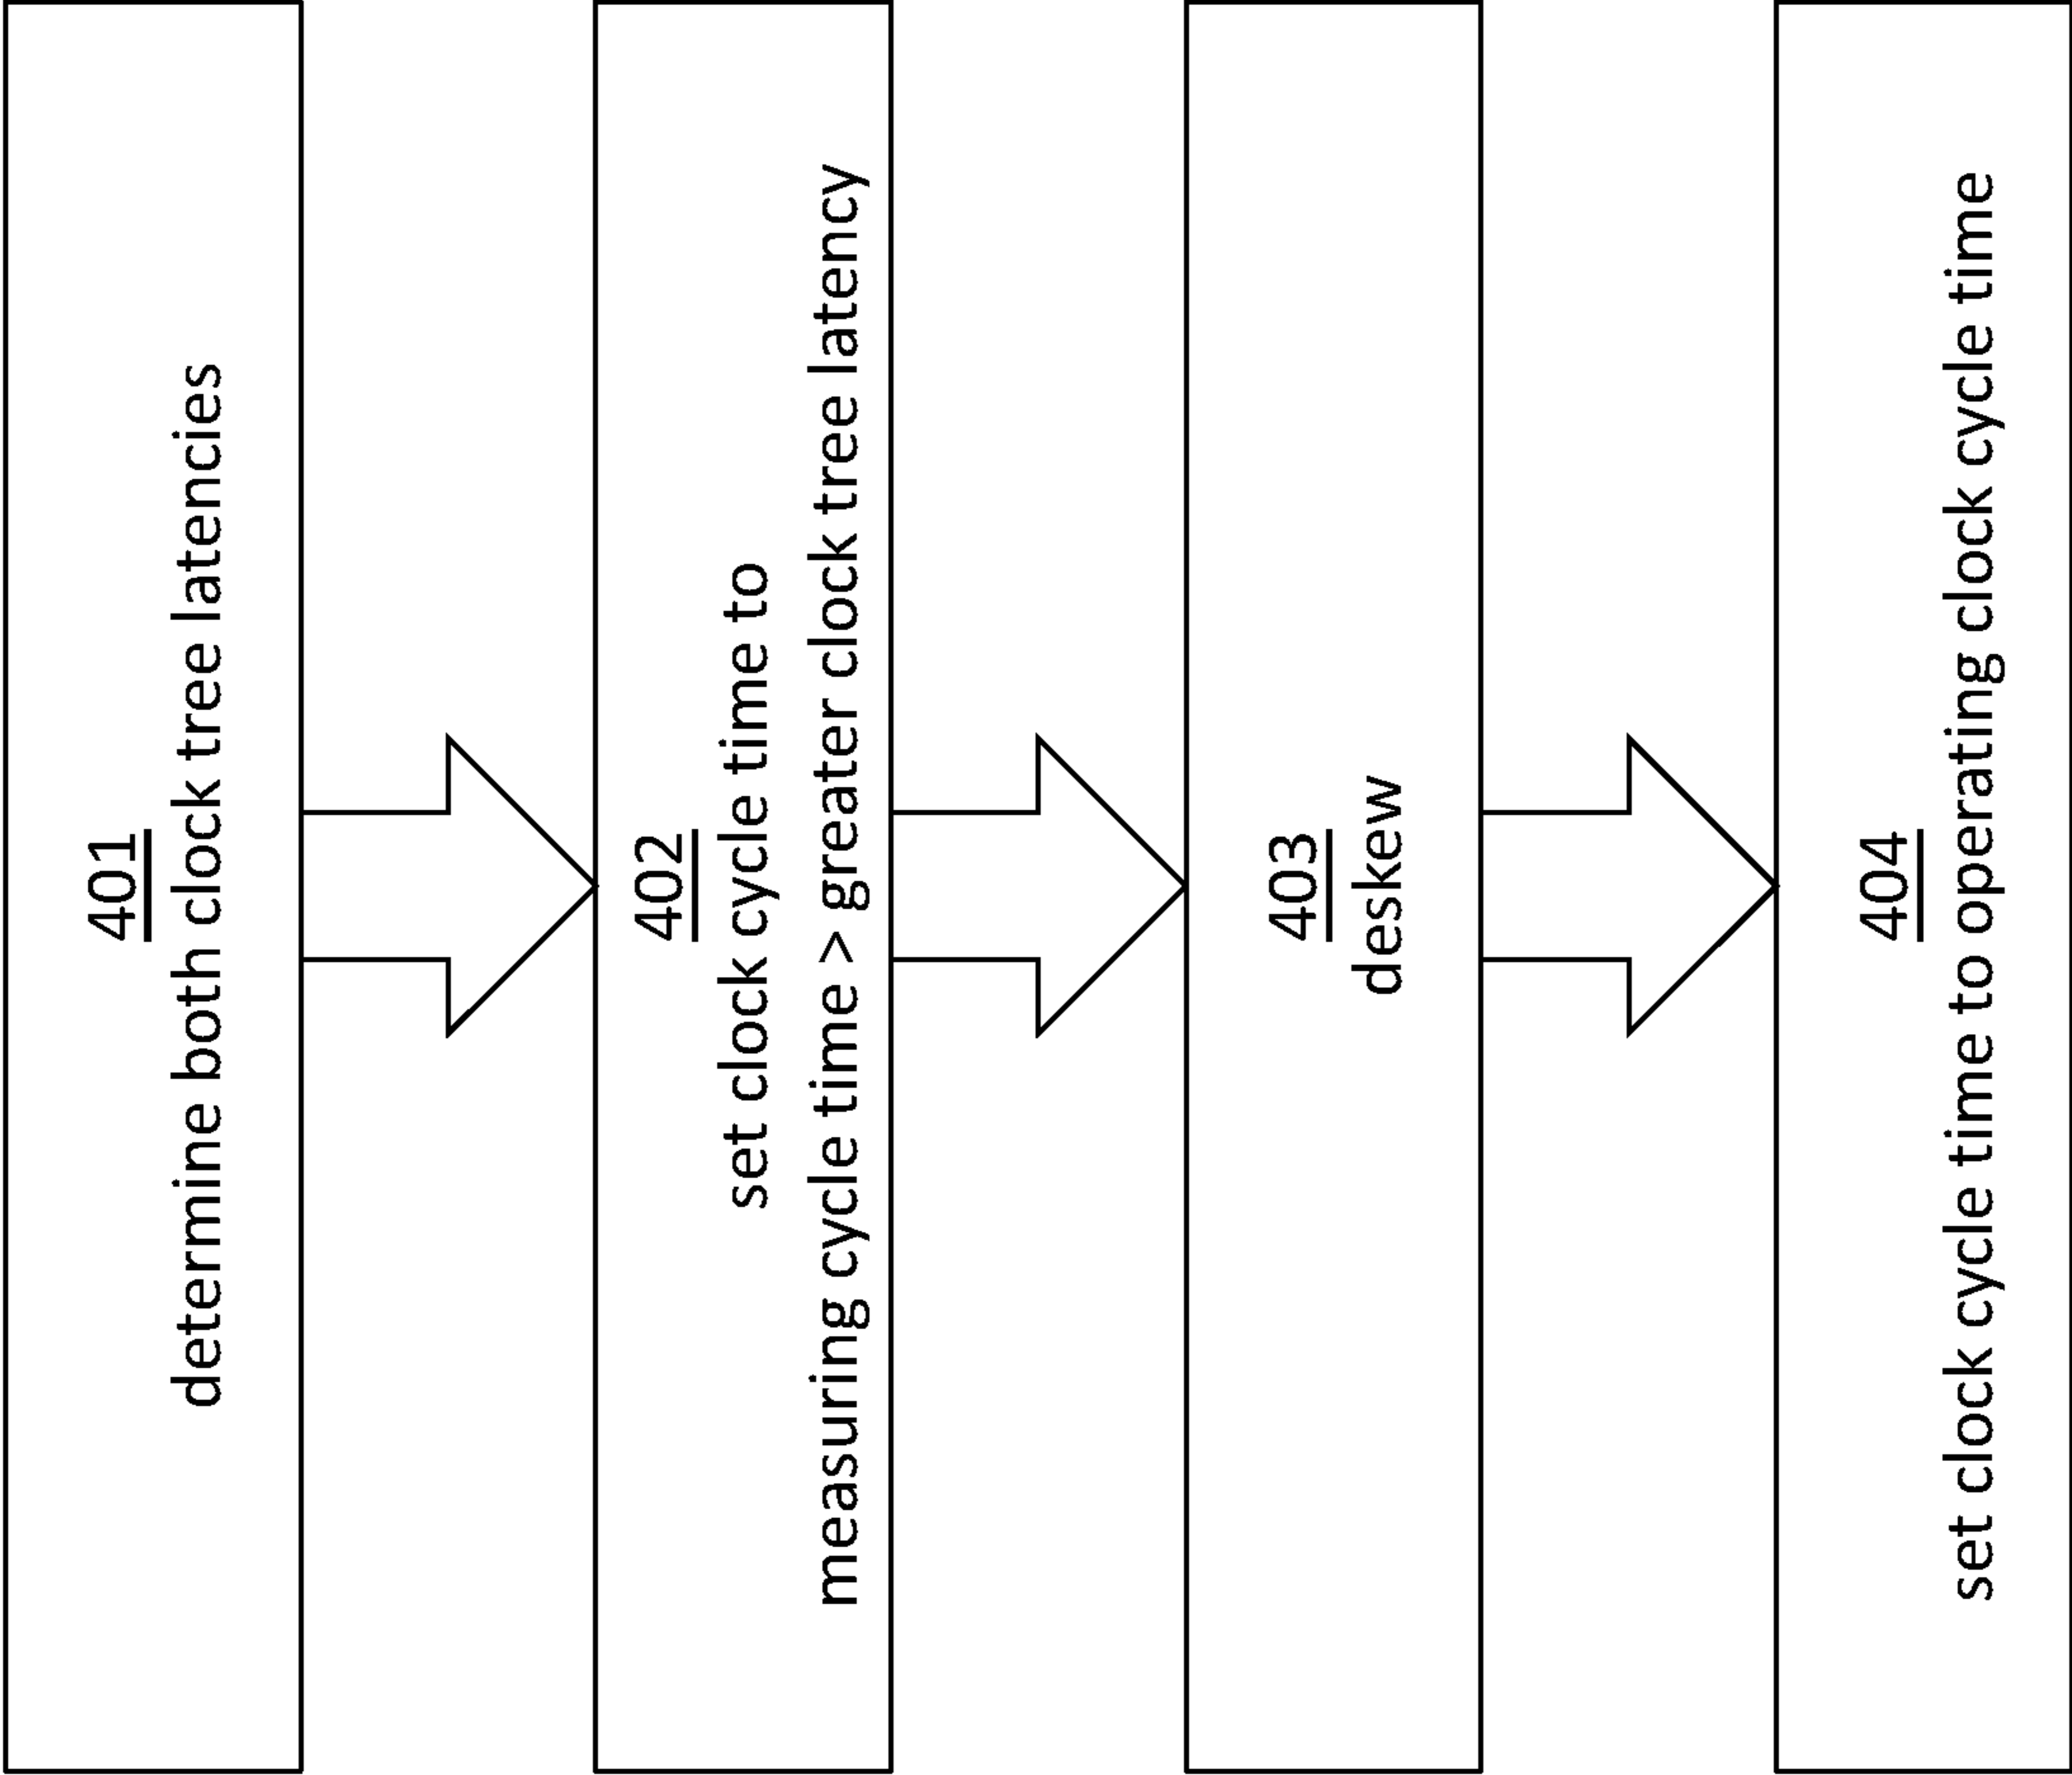 401
determine both clock tree latencies
402
set clock cycle time to
measuring cycle time > greater clock tree latency
403
deskew
404
set clock cycle time to operating clock cycle time